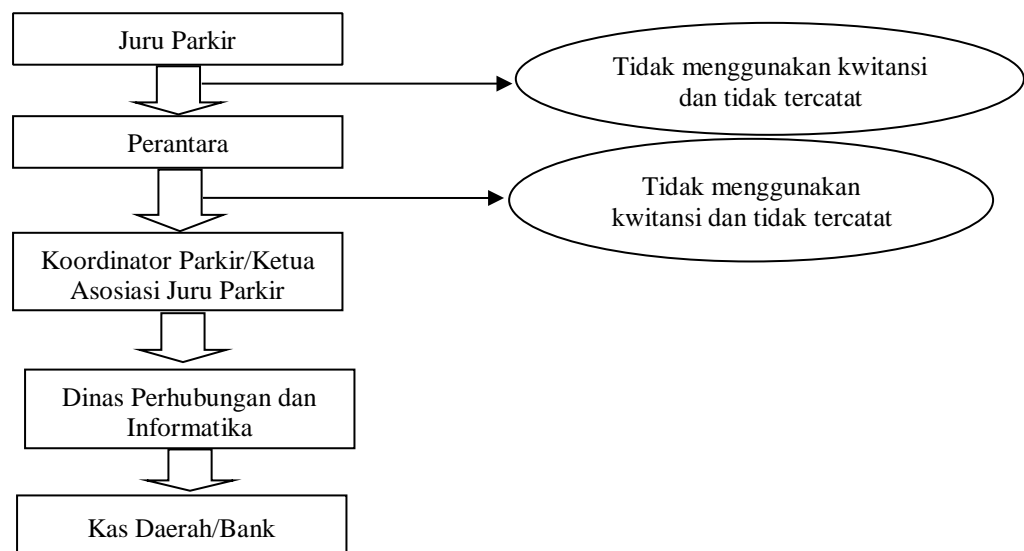 Juru Parkir
Tidak menggunakan kwitansi
dan tidak tercatat
Perantara
Tidak menggunakan
kwitansi dan tidak tercatat
Koordinator Parkir/Ketua
Asosiasi Juru Parkir
Dinas Perhubungan dan
Informatika
Kas Daerah/Bank